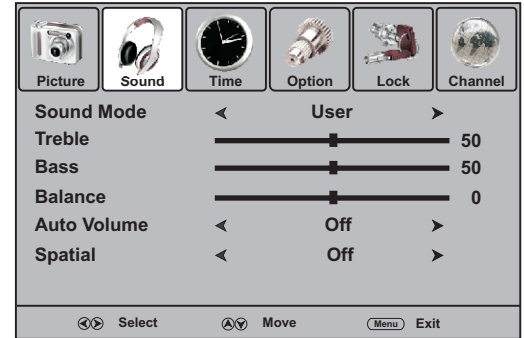 Picture Sound Time Option Lock Channel
Sound Mode User
Treble 50
Bass 50
Balance 0
Auto Volume Off
Spatial Off
Select Move Menu Exit